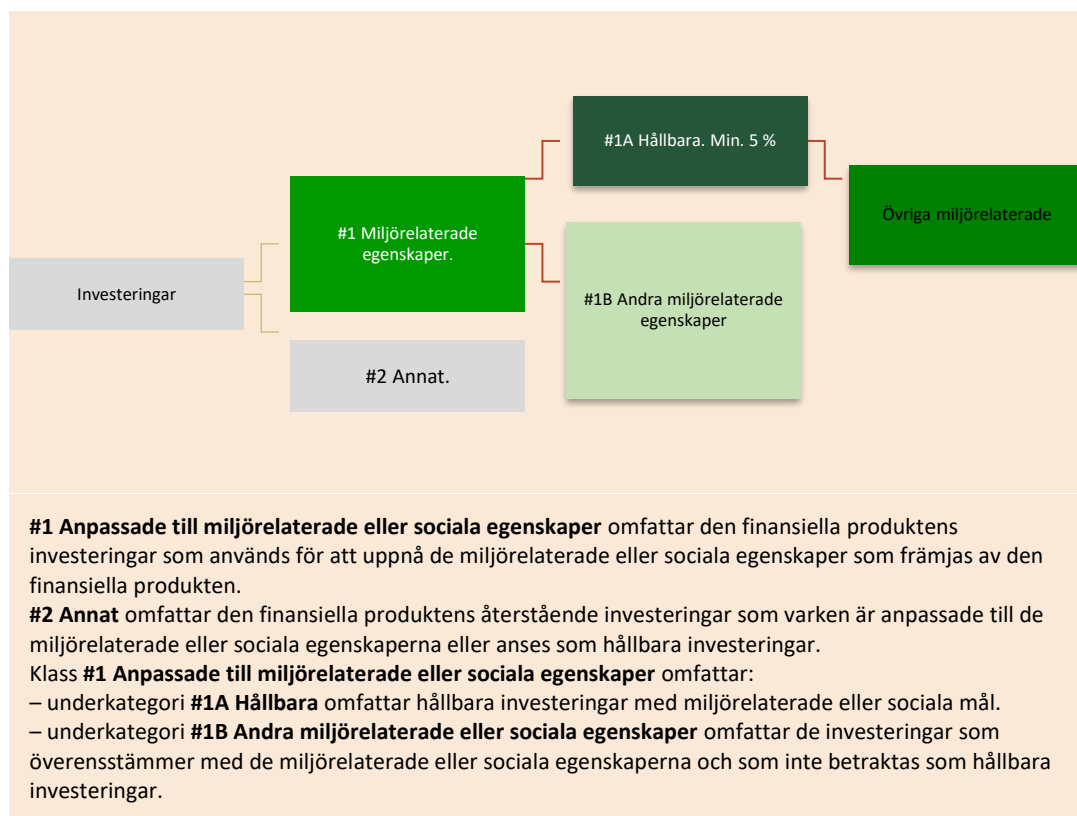 #1A Hållbara. Min. 5 %
Övriga miljörelaterade
#1 Miljörelaterade
egenskaper.
Investeringar
#1B Andra miljörelaterade
egenskaper
#2 Annat.
#1 Anpassade till miljörelaterade eller sociala egenskaper omfattar den finansiella produktens
investeringar som används för att uppnå de miljörelaterade eller sociala egenskaper som främjas av den
finansiella produkten.
#2 Annat omfattar den finansiella produktens återstående investeringar som varken är anpassade till de
miljörelaterade eller sociala egenskaperna eller anses som hållbara investeringar.
Klass #1 Anpassade till miljörelaterade eller sociala egenskaper omfattar:
– underkategori #1A Hållbara omfattar hållbara investeringar med miljörelaterade eller sociala mål.
– underkategori #1B Andra miljörelaterade eller sociala egenskaper omfattar de investeringar som
överensstämmer med de miljörelaterade eller sociala egenskaperna och som inte betraktas som hållbara
investeringar.